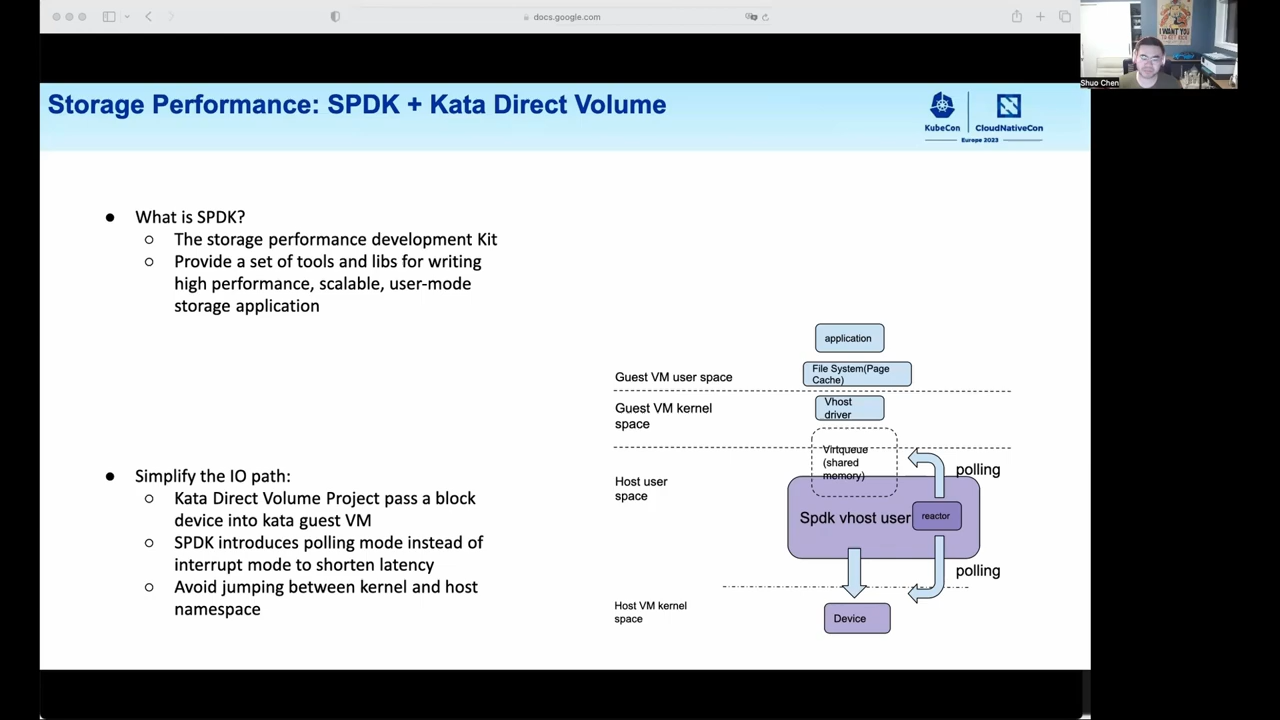 docs.google.com
I WANT YOU
Shuo Chen
Storage Performance: SPDK + Kata Direct Volume
KubeCon
CloudNativeCon
Europe 2023
● What is SPDK?
○ The storage performance development Kit
○ Provide a set of tools and libs for writing
high performance, scalable, user-mode
storage application
● Simplify the IO path:
○ Kata Direct Volume Project pass a block
device into kata guest VM
○ SPDK introduces polling mode instead of
interrupt mode to shorten latency
○ Avoid jumping between kernel and host
namespace
application
Guest VM user space
File System(Page
Cache)
Guest VM kernel
space
Vhost
driver
Virtqueue
(shared
memory)
polling
Host user
space
Spdk vhost user
reactor
polling
Host VM kernel
space
Device